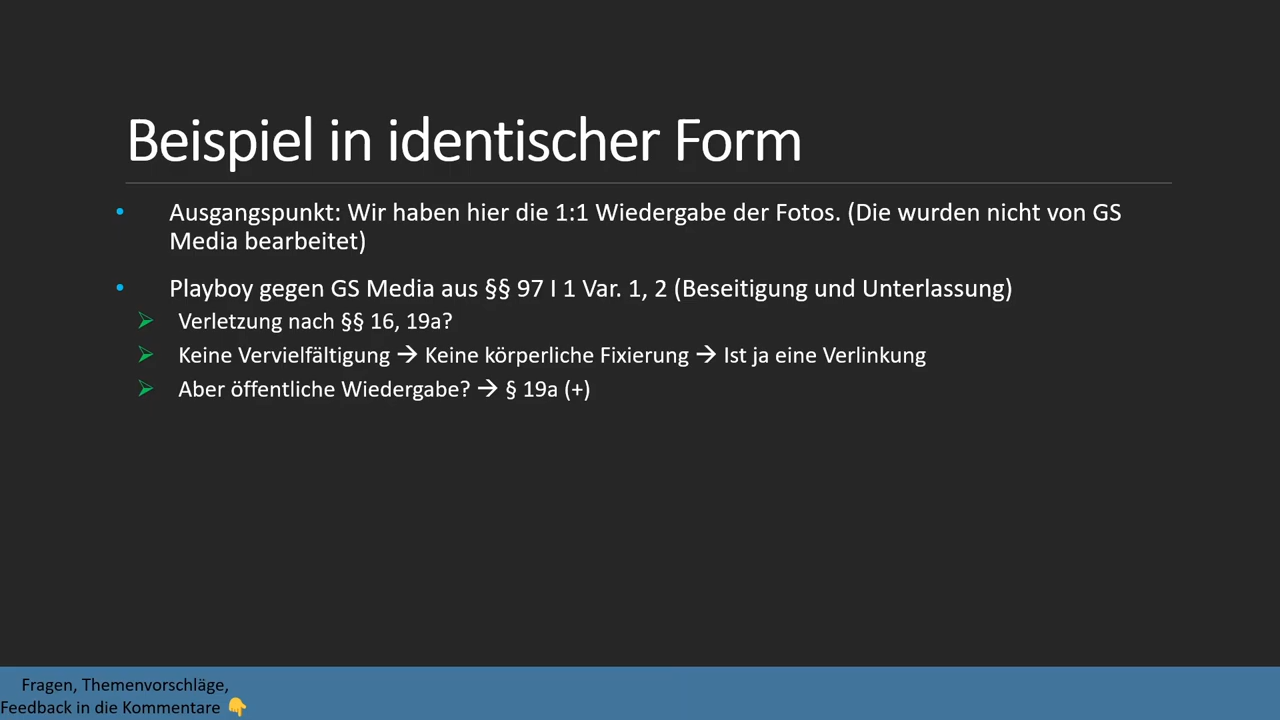 Beispiel in identischer Form
• Ausgangspunkt: Wir haben hier die 1:1 Wiedergabe der Fotos. (Die wurden nicht von GS
Media bearbeitet)
• Playboy gegen GS Media aus §§ 97 I 1 Var. 1, 2 (Beseitigung und Unterlassung)
➢ Verletzung nach §§ 16, 19a?
➢ Keine Vervielfältigung → Keine körperliche Fixierung → Ist ja eine Verlinkung
➢ Aber öffentliche Wiedergabe? → § 19a (+)
Fragen, Themenvorschläge,
Feedback in die Kommentare 👇